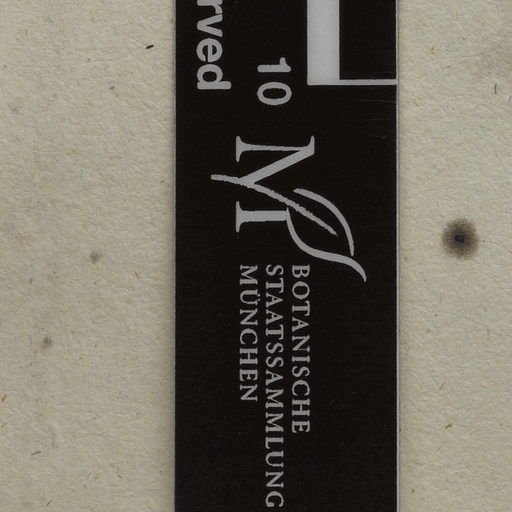 rved
10
M
BOTANISCHE
STAATSSAMMLUNG
MÜNCHEN